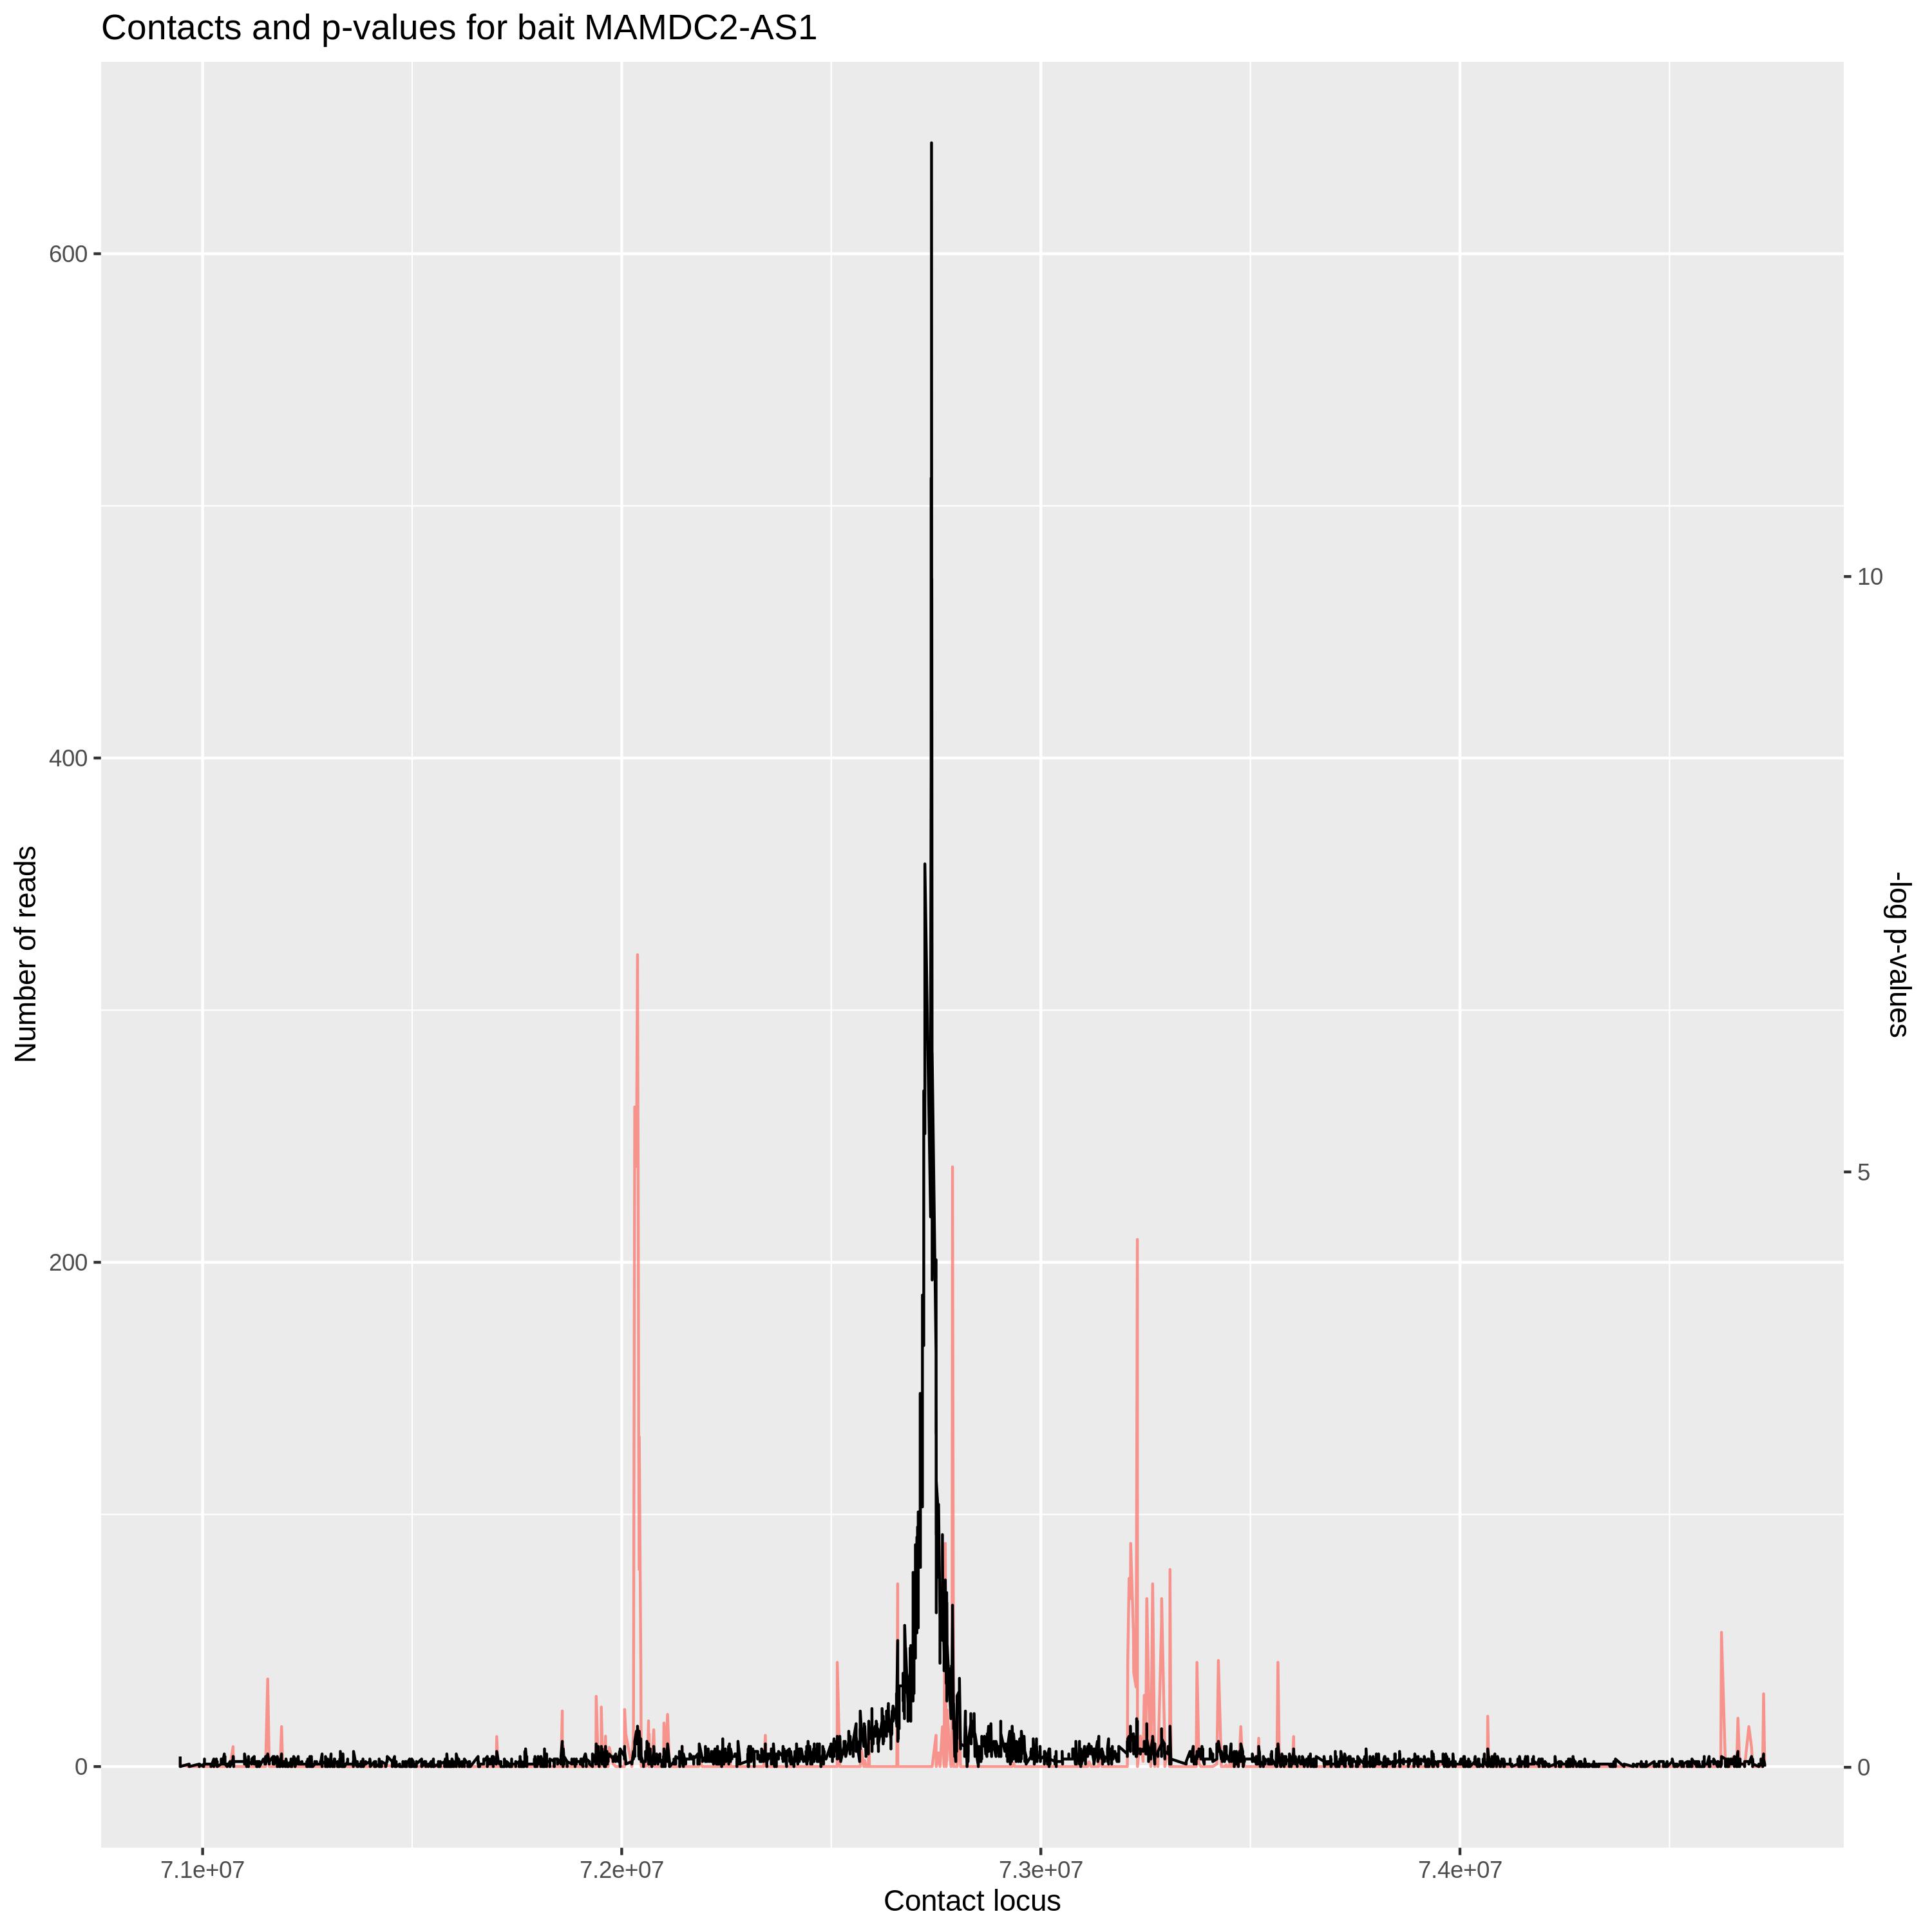 Contacts and p-values for bait MAMDC2-AS1
600
400
200
0
Number of reads
10
5
0
-log p-values
7.1e+07
7.2e+07
7.3e+07
7.4e+07
Contact locus